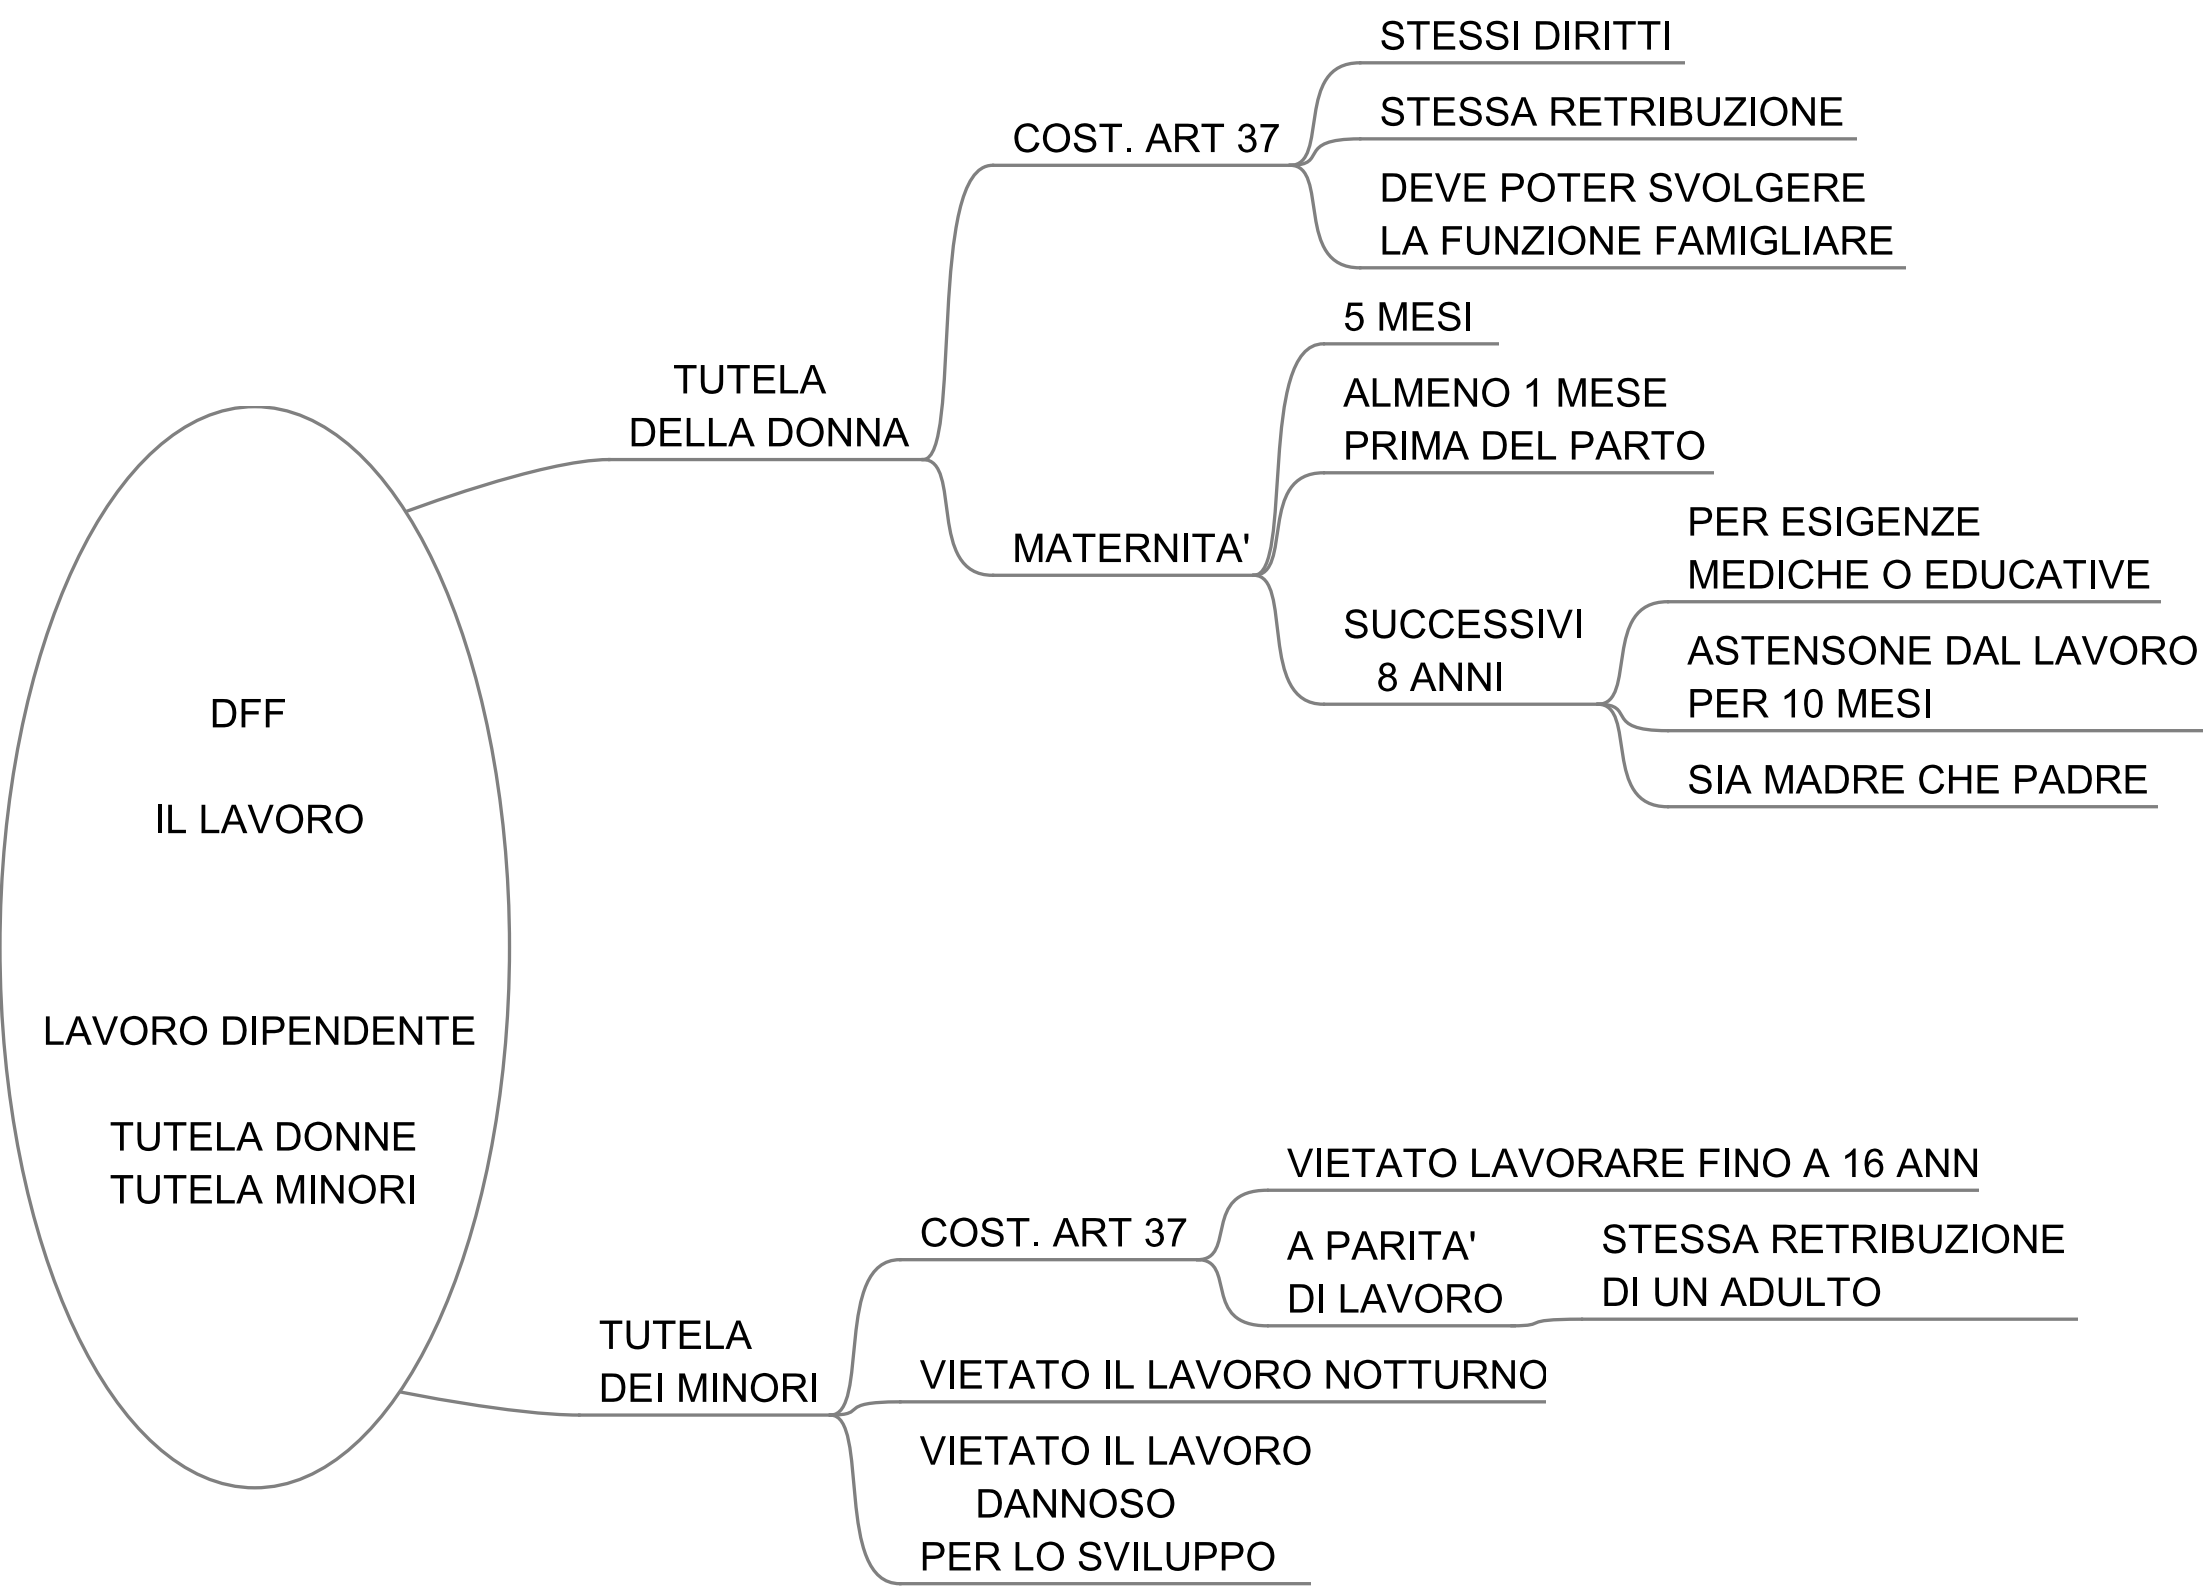 DFF
IL LAVORO
LAVORO DIPENDENTE
TUTELA DONNE
TUTELA MINORI
TUTELA
DELLA DONNA
COST. ART 37
STESSI DIRITTI
STESSA RETRIBUZIONE
DEVE POTER SVOLGERE
LA FUNZIONE FAMIGLIARE
MATERNITA'
5 MESI
ALMENO 1 MESE
PRIMA DEL PARTO
SUCCESSIVI
8 ANNI
PER ESIGENZE
MEDICHE O EDUCATIVE
ASTENSONE DAL LAVORO
PER 10 MESI
SIA MADRE CHE PADRE
TUTELA
DEI MINORI
COST. ART 37
VIETATO LAVORARE FINO A 16 ANN
A PARITA'
DI LAVORO
STESSA RETRIBUZIONE
DI UN ADULTO
VIETATO IL LAVORO NOTTURNO
VIETATO IL LAVORO
DANNOSO
PER LO SVILUPPO